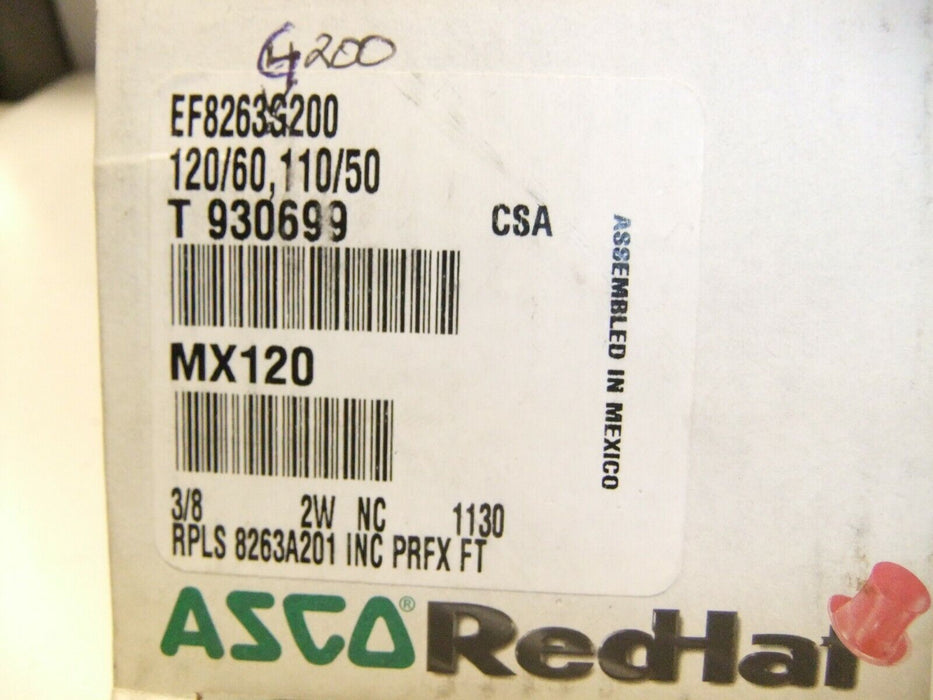 G200
EF8263G200
120/60,110/50
T 930699
CSA
ASSEMBLED IN MEXICO
MX120
3/8 2W NC 1130
RPLS 8263A201 INC PRFX FT
ASCO® RedHat